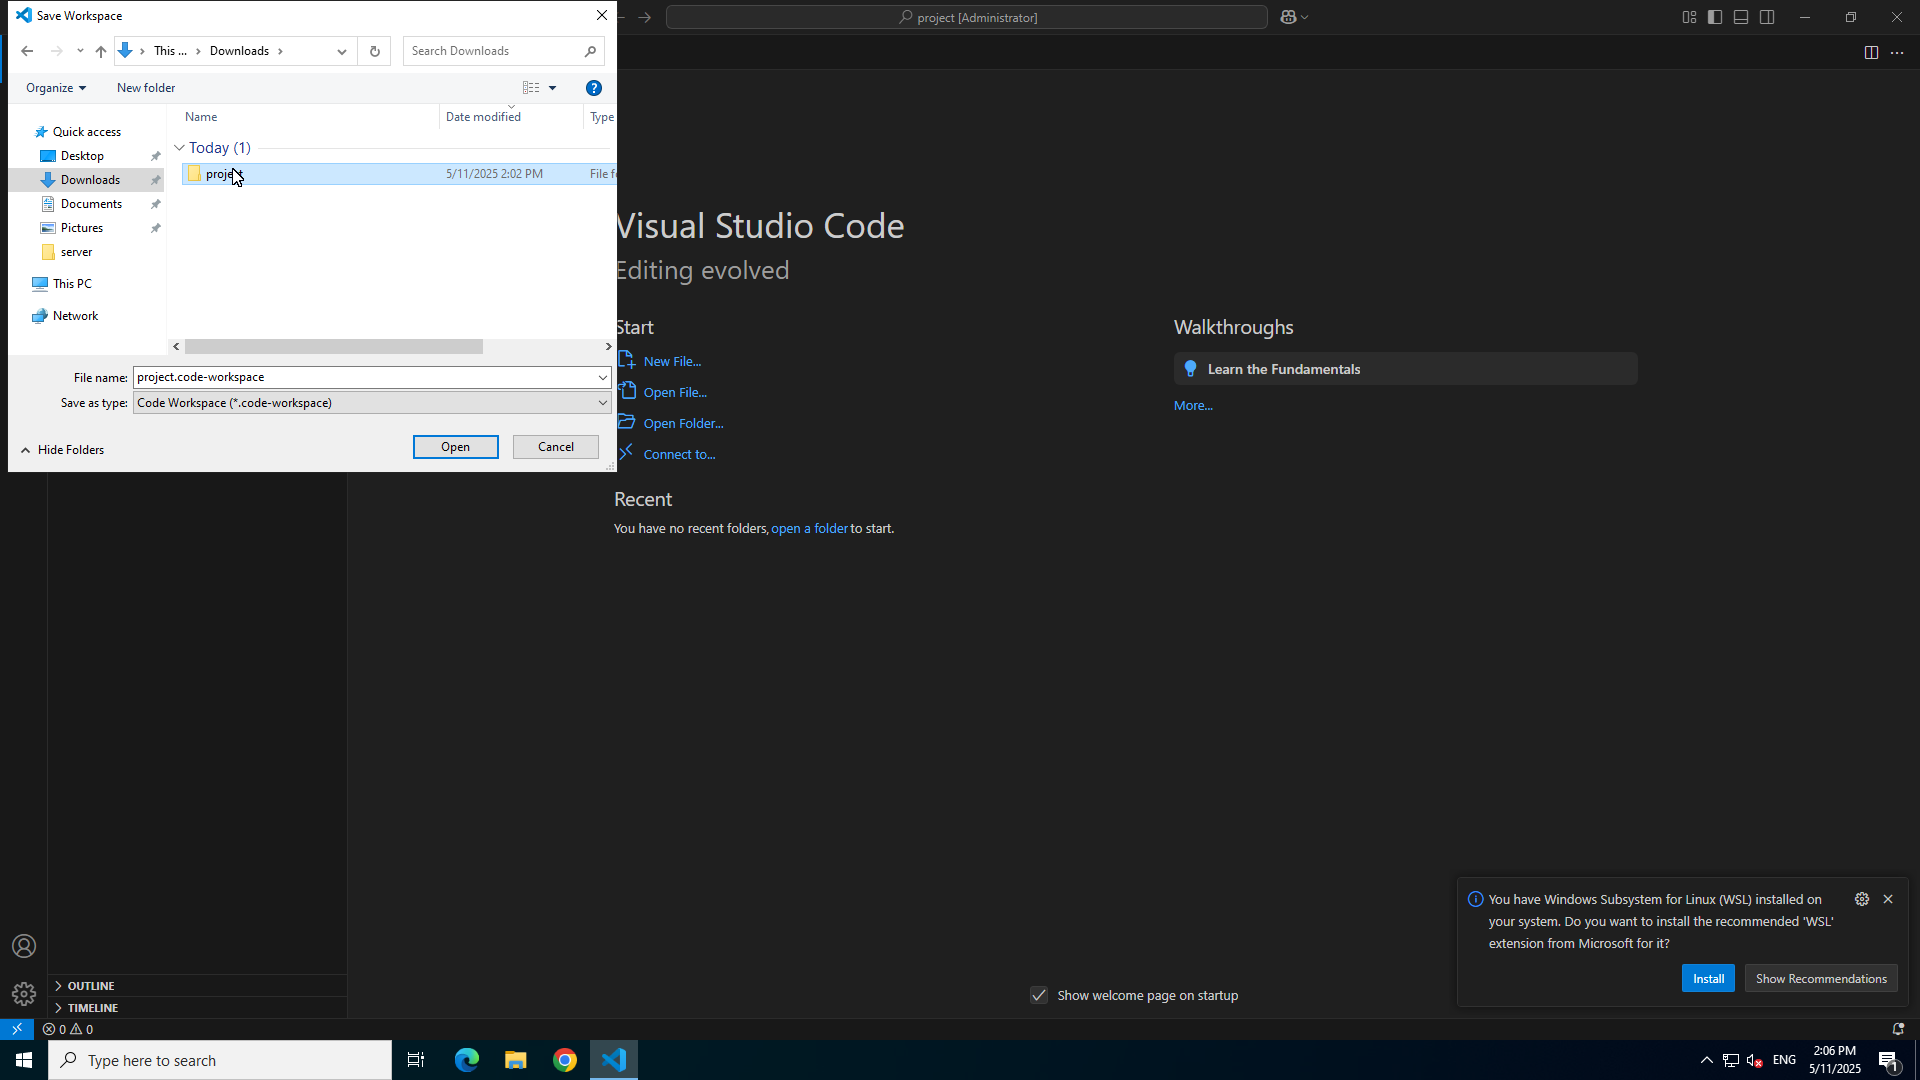 Save Workspace
project [Administrator]
This ...
Downloads
Search Downloads
Organize
New folder
Name
Date modified
Type
Quick access
Desktop
Downloads
Documents
Pictures
server
This PC
Network
Today (1)
project
5/11/2025 2:02 PM
File f
File name:
project.code-workspace
Save as type:
Code Workspace (*.code-workspace)
Hide Folders
Open
Cancel
Visual Studio Code
Editing evolved
Start
New File...
Open File...
Open Folder...
Connect to...
Recent
You have no recent folders, open a folder to start.
Walkthroughs
Learn the Fundamentals
More...
OUTLINE
TIMELINE
Show welcome page on startup
You have Windows Subsystem for Linux (WSL) installed on
your system. Do you want to install the recommended 'WSL'
extension from Microsoft for it?
Install
Show Recommendations
0
0
Type here to search
ENG
2:06 PM
5/11/2025
1